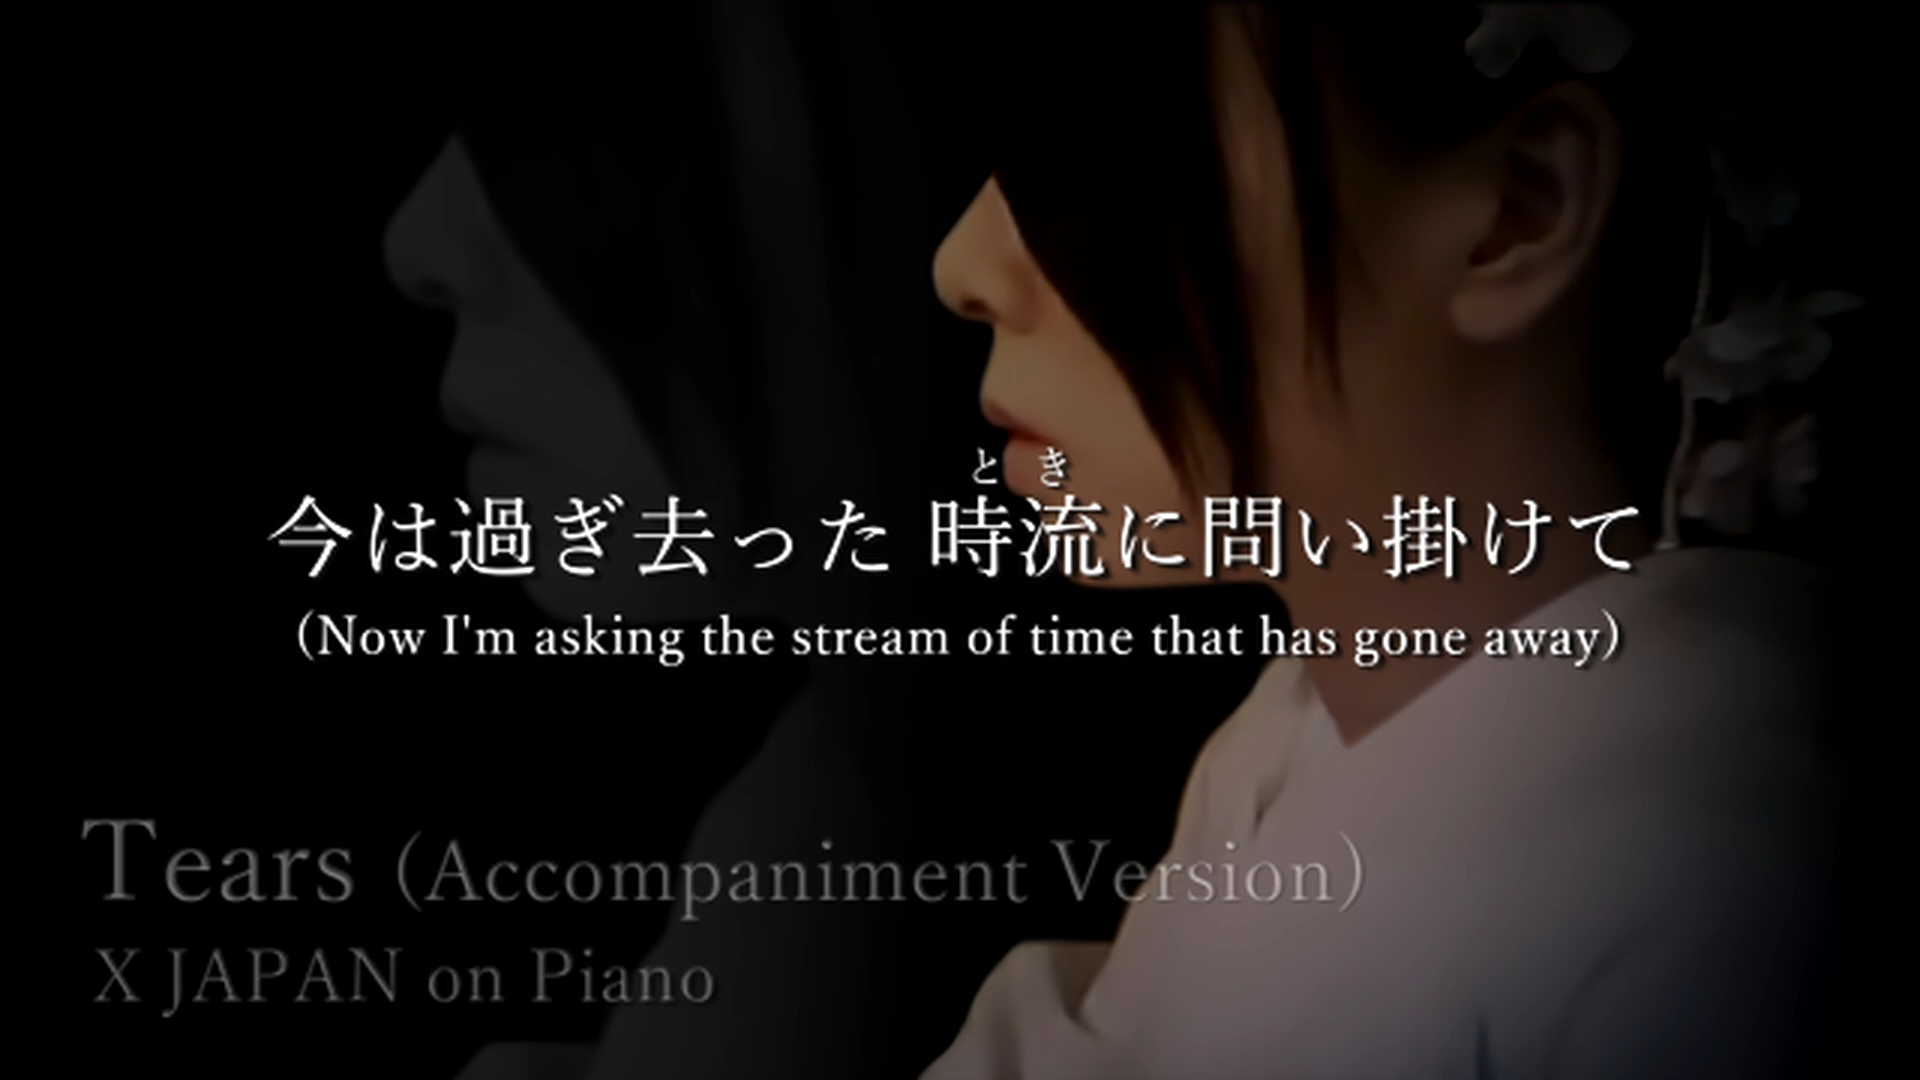 とき
今は過ぎ去った 時流に問い掛けて
(Now I'm asking the stream of time that has gone away)
Tears (Accompaniment Version)
X JAPAN on Piano